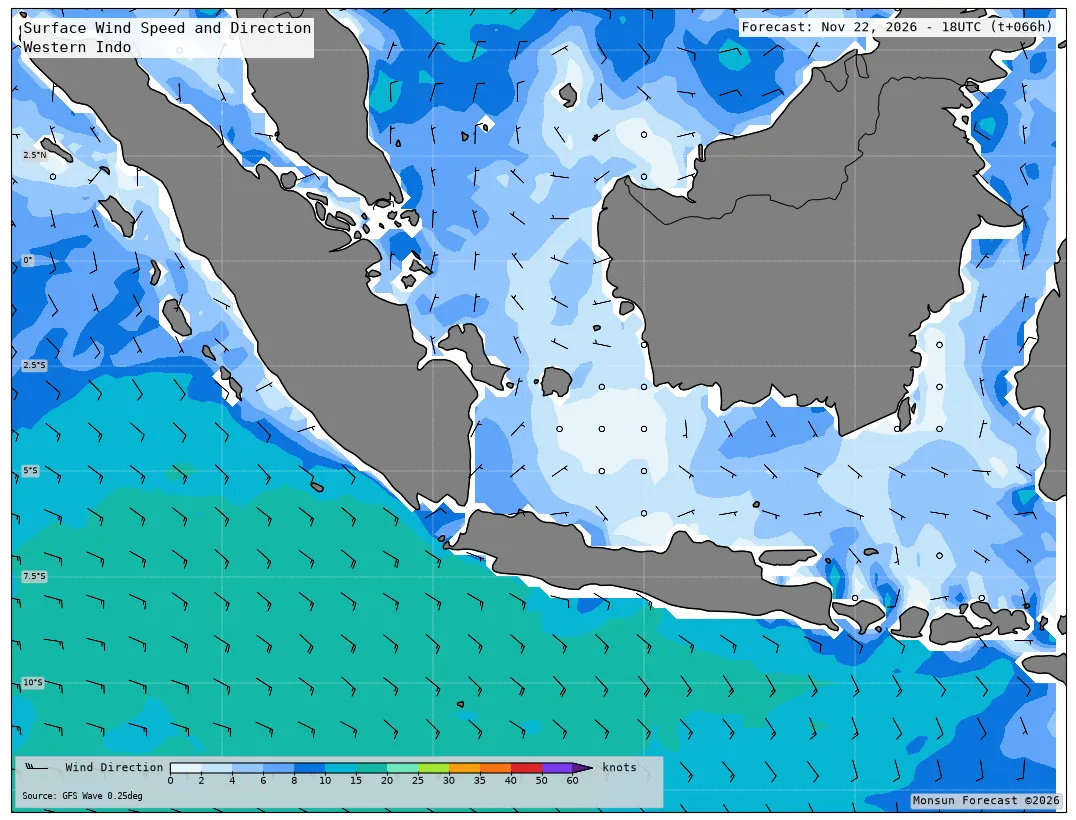 Surface Wind Speed and Direction
Western Indo
Forecast: Nov 22, 2026 - 18UTC (t+066h)
2.5°N
0°
2.5°S
5°S
7.5°S
10°S
Wind Direction
0 2 4 6 8 10 15 20 25 30 35 40 50 60
knots
Source: GFS Wave 0.25deg
Monsun Forecast ©2026